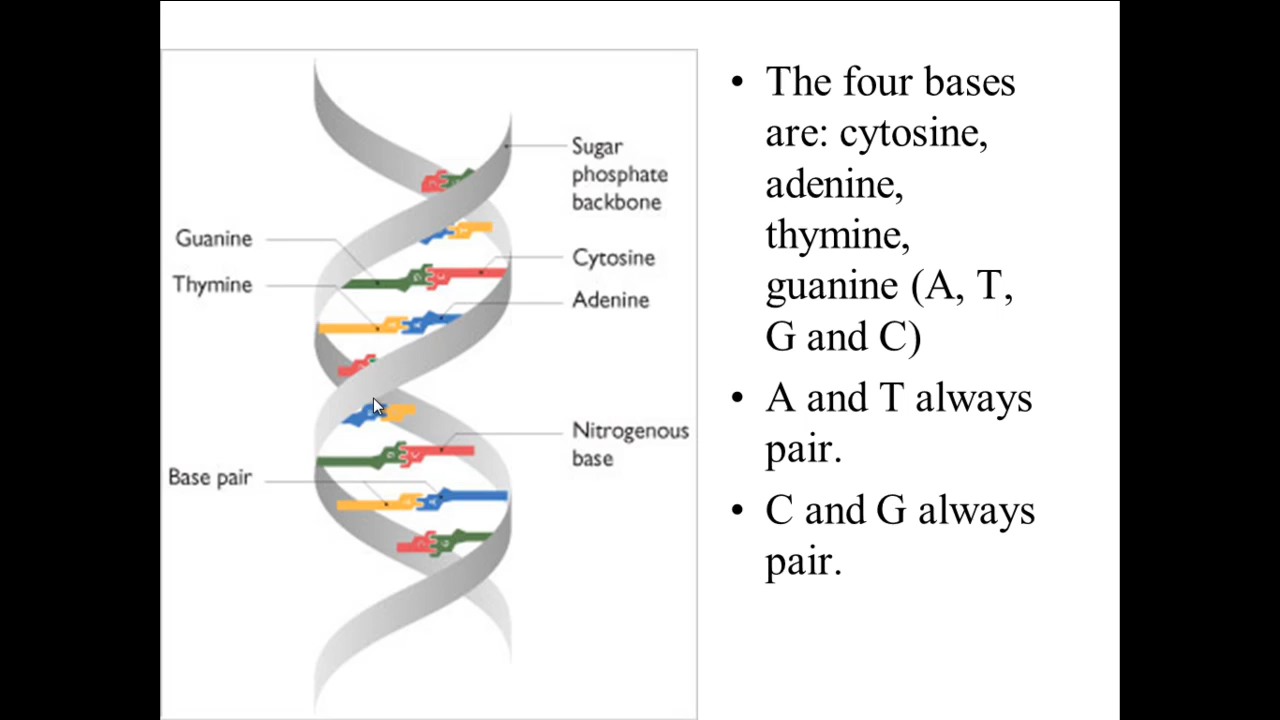 Sugar
phosphate
backbone
Guanine
Cytosine
Thymine
Adenine
Nitrogenous
base
Base pair
• The four bases
are: cytosine,
adenine,
thymine,
guanine (A, T,
G and C)
• A and T always
pair.
• C and G always
pair.